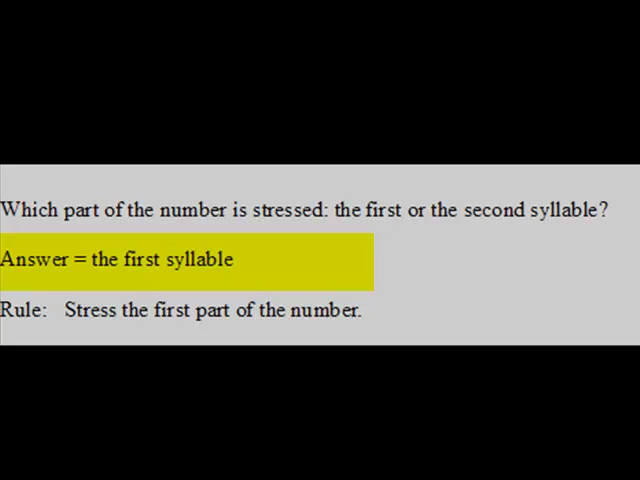 Which part of the number is stressed: the first or the second syllable?
Answer = the first syllable
Rule: Stress the first part of the number.